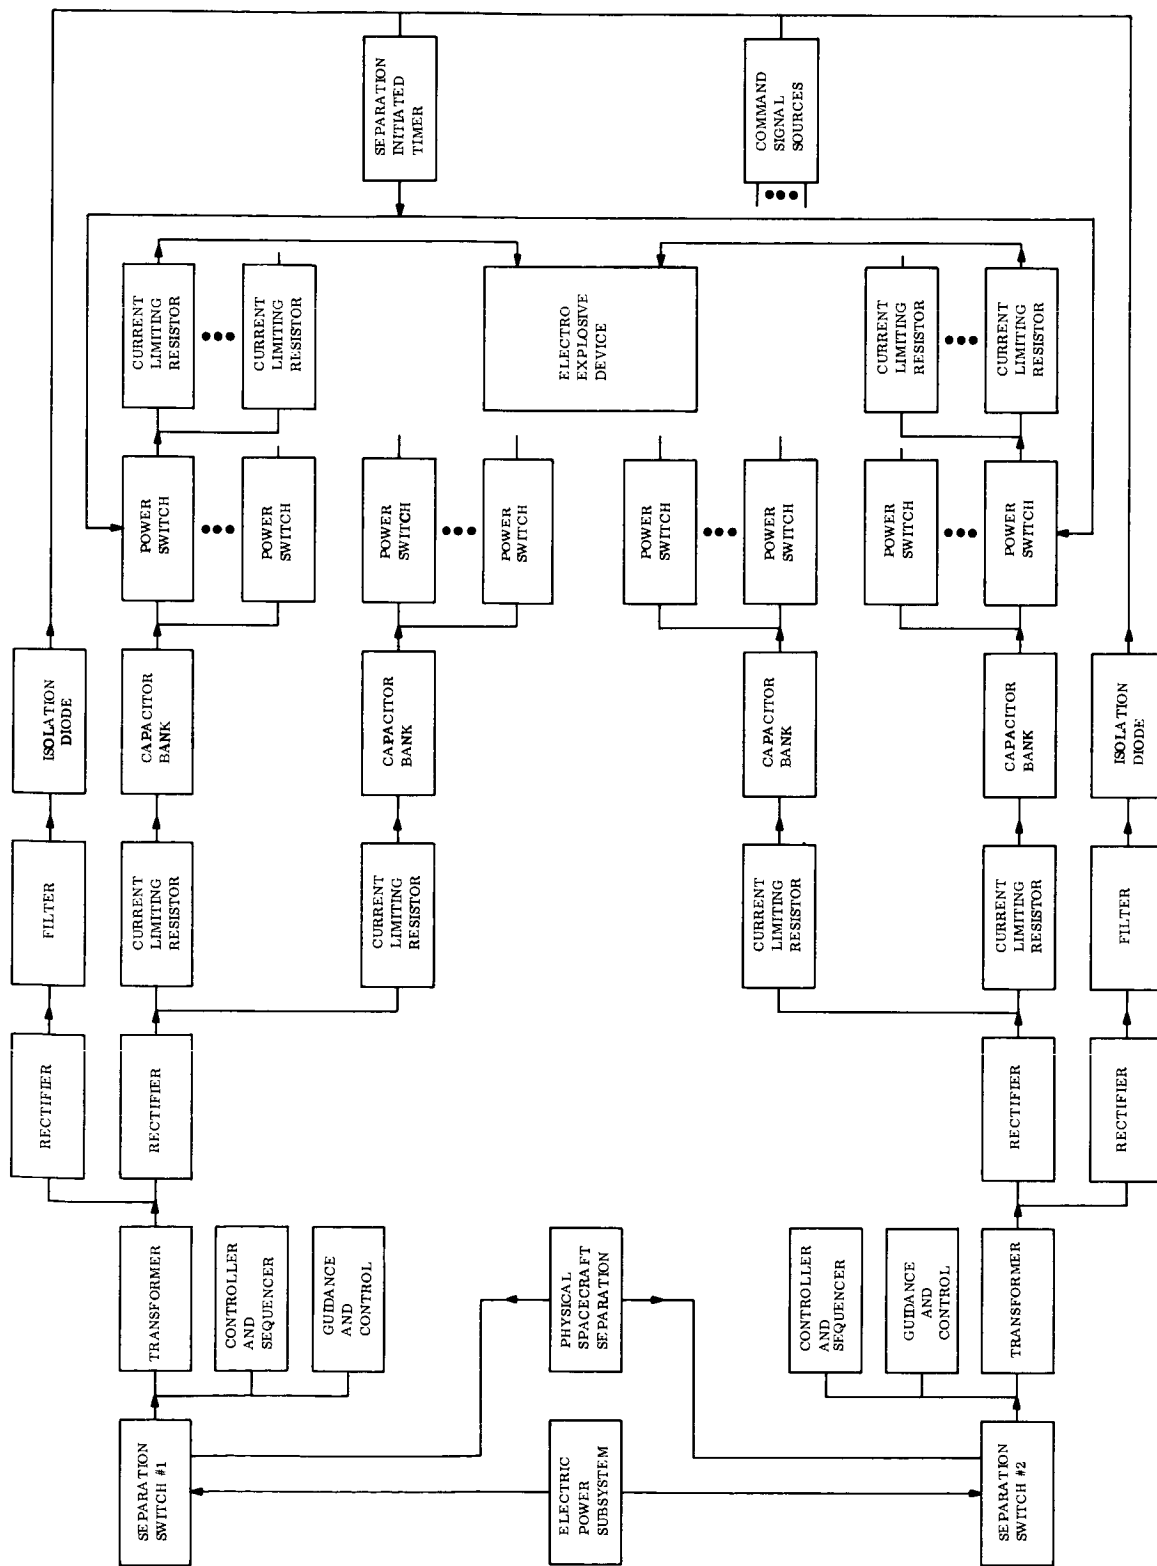 RECTIFIER
FILTER
ISOLATION
DIODE
SEPARATION
SWITCH #1
TRANSFORMER
RECTIFIER
CURRENT
LIMITING
RESISTOR
CAPACITOR
BANK
POWER
SWITCH
CURRENT
LIMITING
RESISTOR
CONTROLLER
AND
SEQUENCER
POWER
SWITCH
CURRENT
LIMITING
RESISTOR
GUIDANCE
AND
CONTROL
CURRENT
LIMITING
RESISTOR
CAPACITOR
BANK
POWER
SWITCH
SEPARATION
INITIATED
TIMER
POWER
SWITCH
ELECTRIC
POWER
SUBSYSTEM
PHYSICAL
SPACECRAFT
SEPARATION
ELECTRO
EXPLOSIVE
DEVICE
POWER
SWITCH
CURRENT
LIMITING
RESISTOR
CAPACITOR
BANK
POWER
SWITCH
COMMAND
SIGNAL
SOURCES
CONTROLLER
AND
SEQUENCER
GUIDANCE
AND
CONTROL
POWER
SWITCH
CURRENT
LIMITING
RESISTOR
SEPARATION
SWITCH #2
TRANSFORMER
RECTIFIER
CURRENT
LIMITING
RESISTOR
CAPACITOR
BANK
POWER
SWITCH
CURRENT
LIMITING
RESISTOR
RECTIFIER
FILTER
ISOLATION
DIODE